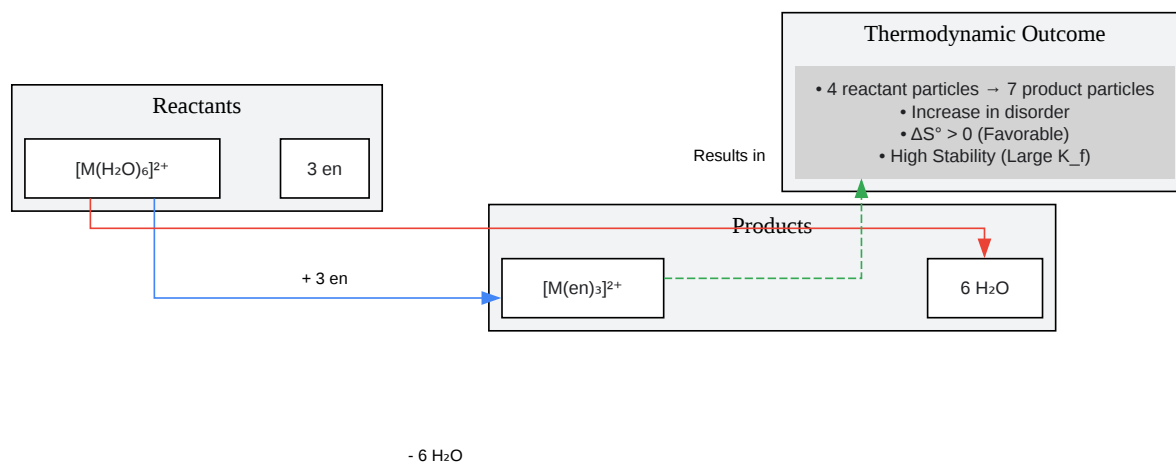 Thermodynamic Outcome
• 4 reactant particles → 7 product particles
• Increase in disorder
• ΔS° > 0 (Favorable)
• High Stability (Large K_f)
Reactants
[M(H₂O)₆]²⁺
3 en
Results in
Products
+ 3 en
[M(en)₃]²⁺
6 H₂O
- 6 H₂O